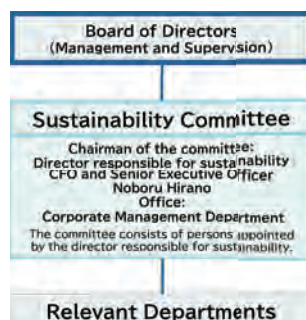 Board of Directors
(Management and Supervision)
Sustainability Committee
Chairman of the committee:
Director responsible for sustainability
CFO and Senior Executive Officer
Noboru Hirano
Office:
Corporate Management Department
The committee consists of persons appointed
by the director responsible for sustainability.
Relevant Departments